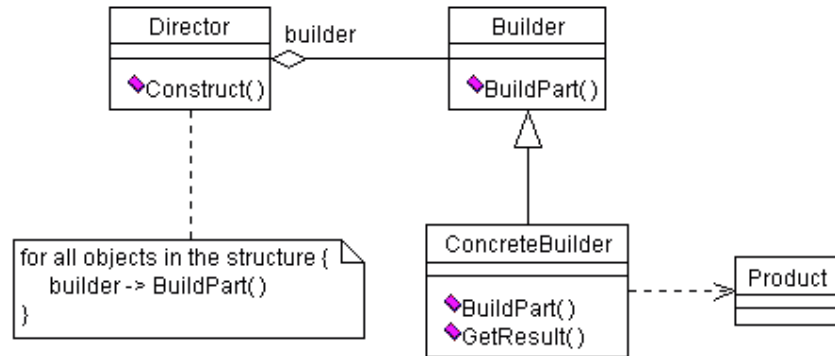 Director
Construct()
builder
Builder
BuildPart()
for all objects in the structure {
builder -> BuildPart()
}
ConcreteBuilder
BuildPart()
GetResult()
Product